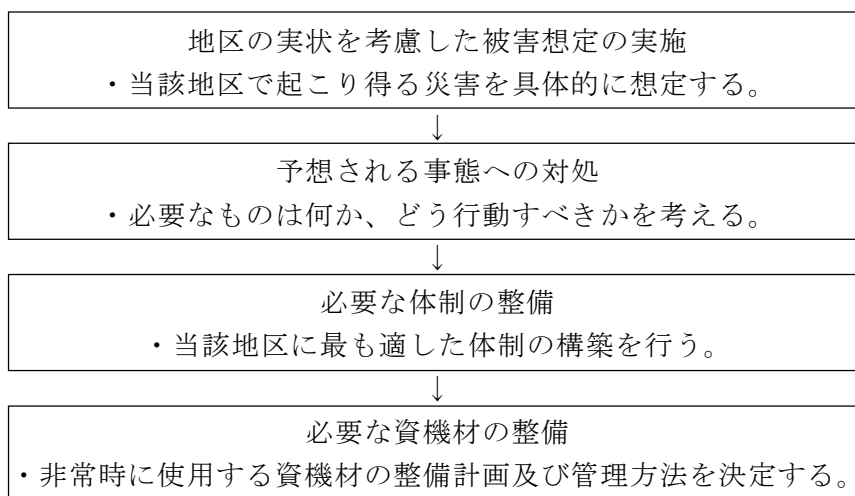 地区の実状を考慮した被害想定の実施
・当該地区で起こり得る災害を具体的に想定する。
↓
予想される事態への対処
・必要なものは何か、どう行動すべきかを考える。
↓
必要な体制の整備
・当該地区に最も適した体制の構築を行う。
↓
必要な資機材の整備
・非常時に使用する資機材の整備計画及び管理方法を決定する。